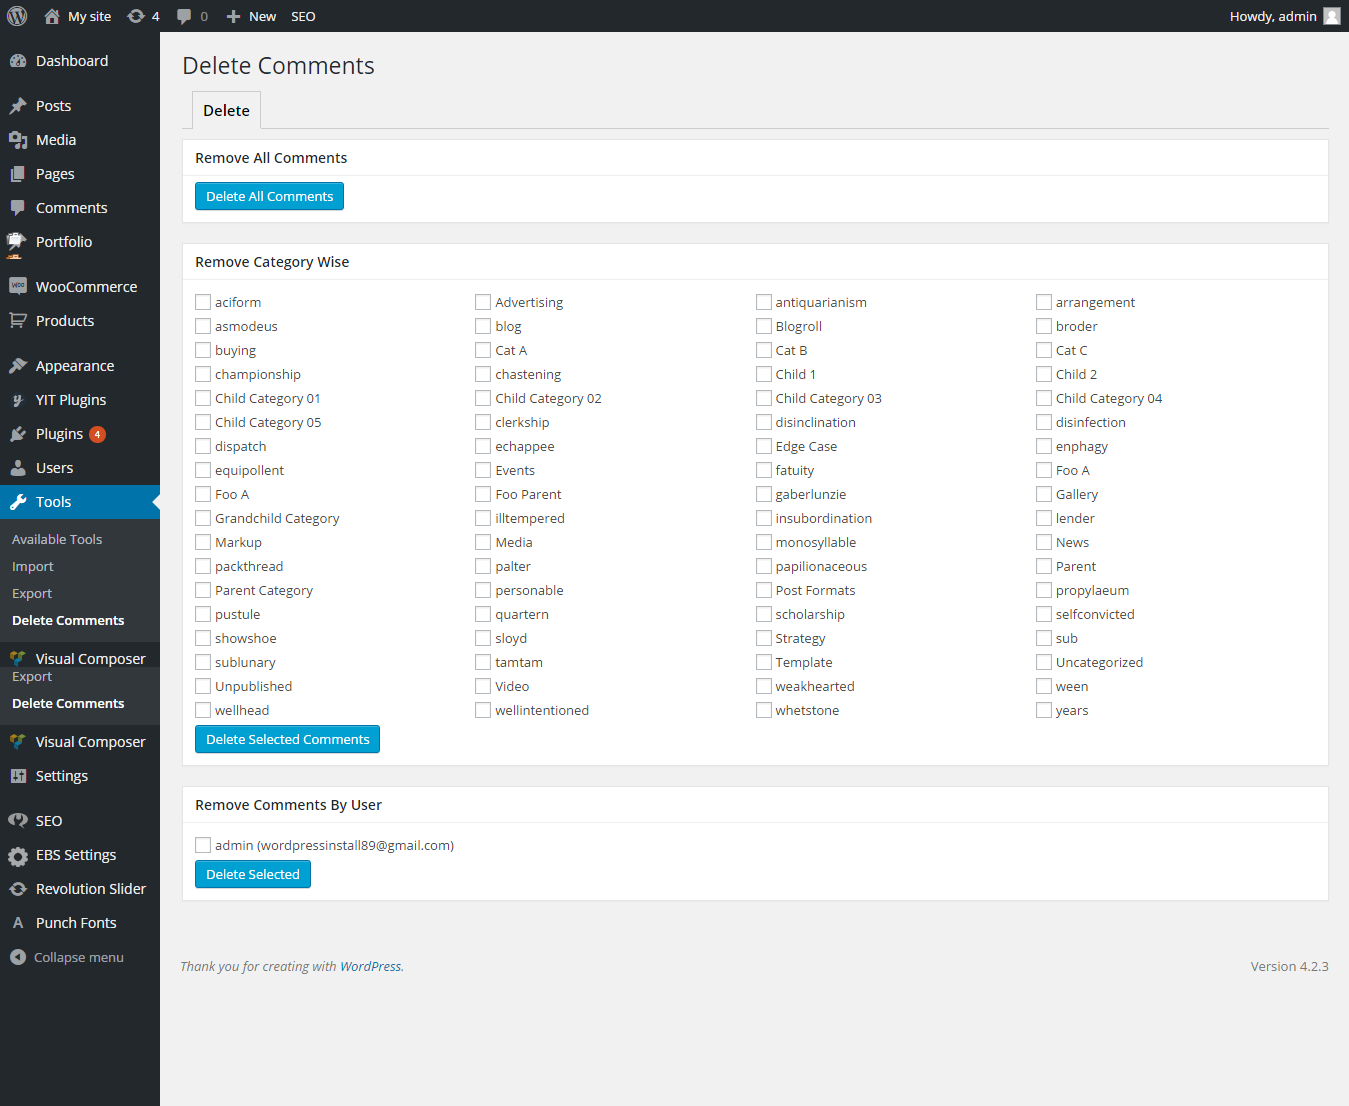 My site 4 0 New SEO Howdy, admin
Dashboard
Posts
Media
Pages
Comments
Portfolio
WooCommerce
Products
Appearance
YIT Plugins
Plugins 4
Users
Tools
Available Tools
Import
Export
Delete Comments
Visual Composer
Export
Delete Comments
Visual Composer
Settings
SEO
EBS Settings
Revolution Slider
Punch Fonts
Collapse menu
Delete Comments
Delete
Remove All Comments
Delete All Comments
Remove Category Wise
aciform Advertising antiquarianism arrangement
asmodeus blog Blogroll broder
buying Cat A Cat B Cat C
championship chastening Child 1 Child 2
Child Category 01 Child Category 02 Child Category 03 Child Category 04
Child Category 05 clerkship disinclination disinfection
dispatch echappee Edge Case enphagy
equipollent Events fatuity Foo A
Foo A Foo Parent gaberlunzie Gallery
Grandchild Category illtempered insubordination lender
Markup Media monosyllable News
packthread palter papilionaceous Parent
Parent Category personable Post Formats propylaeum
pustule quartern scholarship selfconvicted
showshoe sloyd Strategy sub
sublunary tamtam Template Uncategorized
Unpublished Video weakhearted ween
wellhead wellintentioned whetstone years
Delete Selected Comments
Remove Comments By User
admin (wordpressinstall89@gmail.com)
Delete Selected
Thank you for creating with WordPress. Version 4.2.3